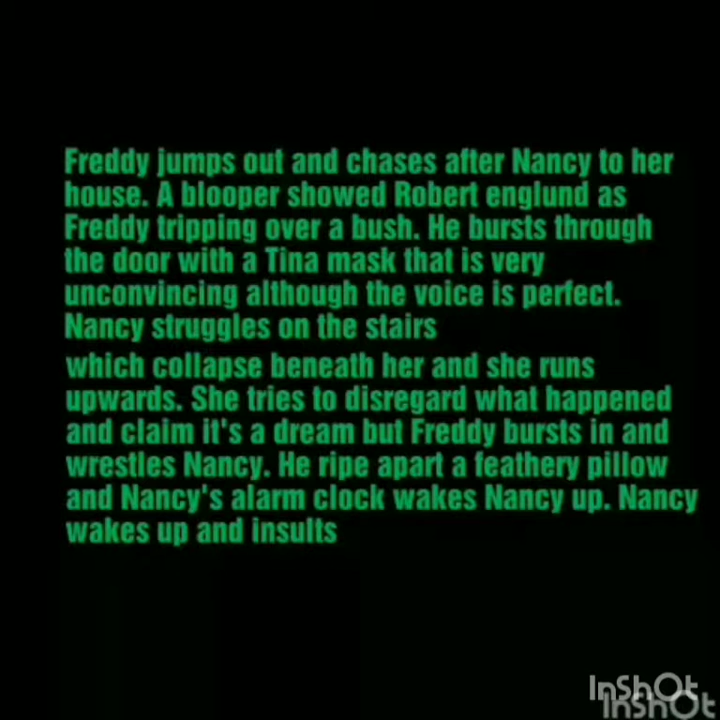 Freddy jumps out and chases after Nancy to her
house. A blooper showed Robert englund as
Freddy tripping over a bush. He bursts through
the door with a Tina mask that is very
unconvincing although the voice is perfect.
Nancy struggles on the stairs
which collapse beneath her and she runs
upwards. She tries to disregard what happened
and claim it's a dream but Freddy bursts in and
wrestles Nancy. He ripe apart a feathery pillow
and Nancy's alarm clock wakes Nancy up. Nancy
wakes up and insults
InShOt
InShOt